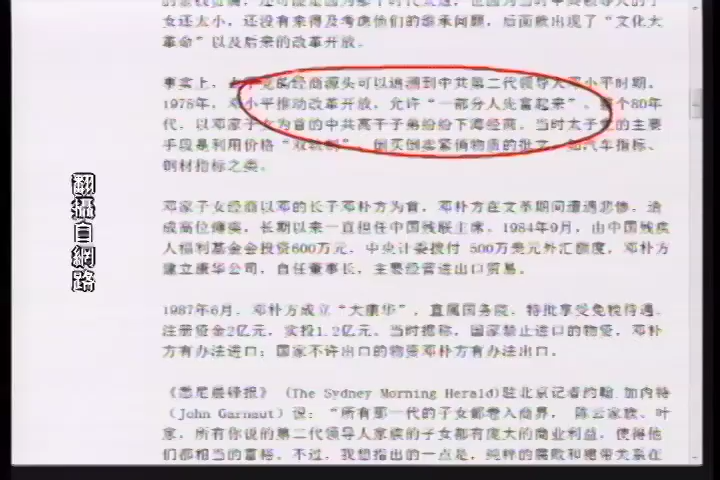 女还太小，还没有来得及考虑他们的继承问题，后面就出现了“文化大
革命”以及后来的改革开放。
事实上，太子党的经商源头可以追溯到中共第二代领导人邓小平时期。
1978年，邓小平推动改革开放，允许“一部分人先富起来”。整个80年
代，以邓家子女为首的中共高干子弟纷纷下海经商。当时太子党的主要
手段是利用价格“双轨制”，倒买倒卖紧俏物质的批文，如汽车指标、
钢材指标之类。
邓家子女经商以邓的长子邓朴方为首，邓朴方在文革期间遭遇悲惨，造
成高位瘫痪，长期以来一直担任中国残联主席。1984年9月，由中国残疾
人福利基金会投资600万元，中央计委拨付 500万美元外汇额度，邓朴方
建立康华公司，自任董事长，主要经营进出口贸易。
1987年6月，邓朴方成立“大康华”，直属国务院，特批享受免税待遇，
注册资金2亿元，实投1.2亿元。当时据称，国家禁止进口的物资，邓朴
方有办法进口；国家不许出口的物资邓朴方有办法出口。
《悉尼晨锋报》 (The Sydney Morning Herald)驻北京记者约翰 加内特
（John Garnaut）说：“所有那一代的子女都卷入商界， 陈云家族、叶
家，所有你说的第二代领导人家族的子女都有庞大的商业利益，使得他
们都相当的富裕。不过，我想指出的一点是，纯粹的腐败和裙带关系在
翻攝自網路